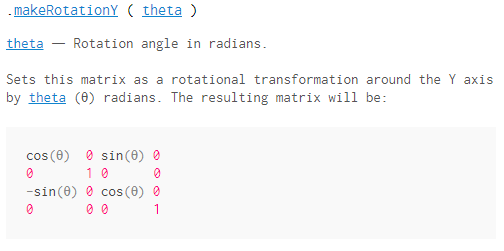 .makeRotationY ( theta )
theta — Rotation angle in radians.
Sets this matrix as a rotational transformation around the Y axis
by theta (θ) radians. The resulting matrix will be:
cos(θ)  0 sin(θ) 0
0       1 0      0
-sin(θ) 0 cos(θ) 0
0       0 0      1